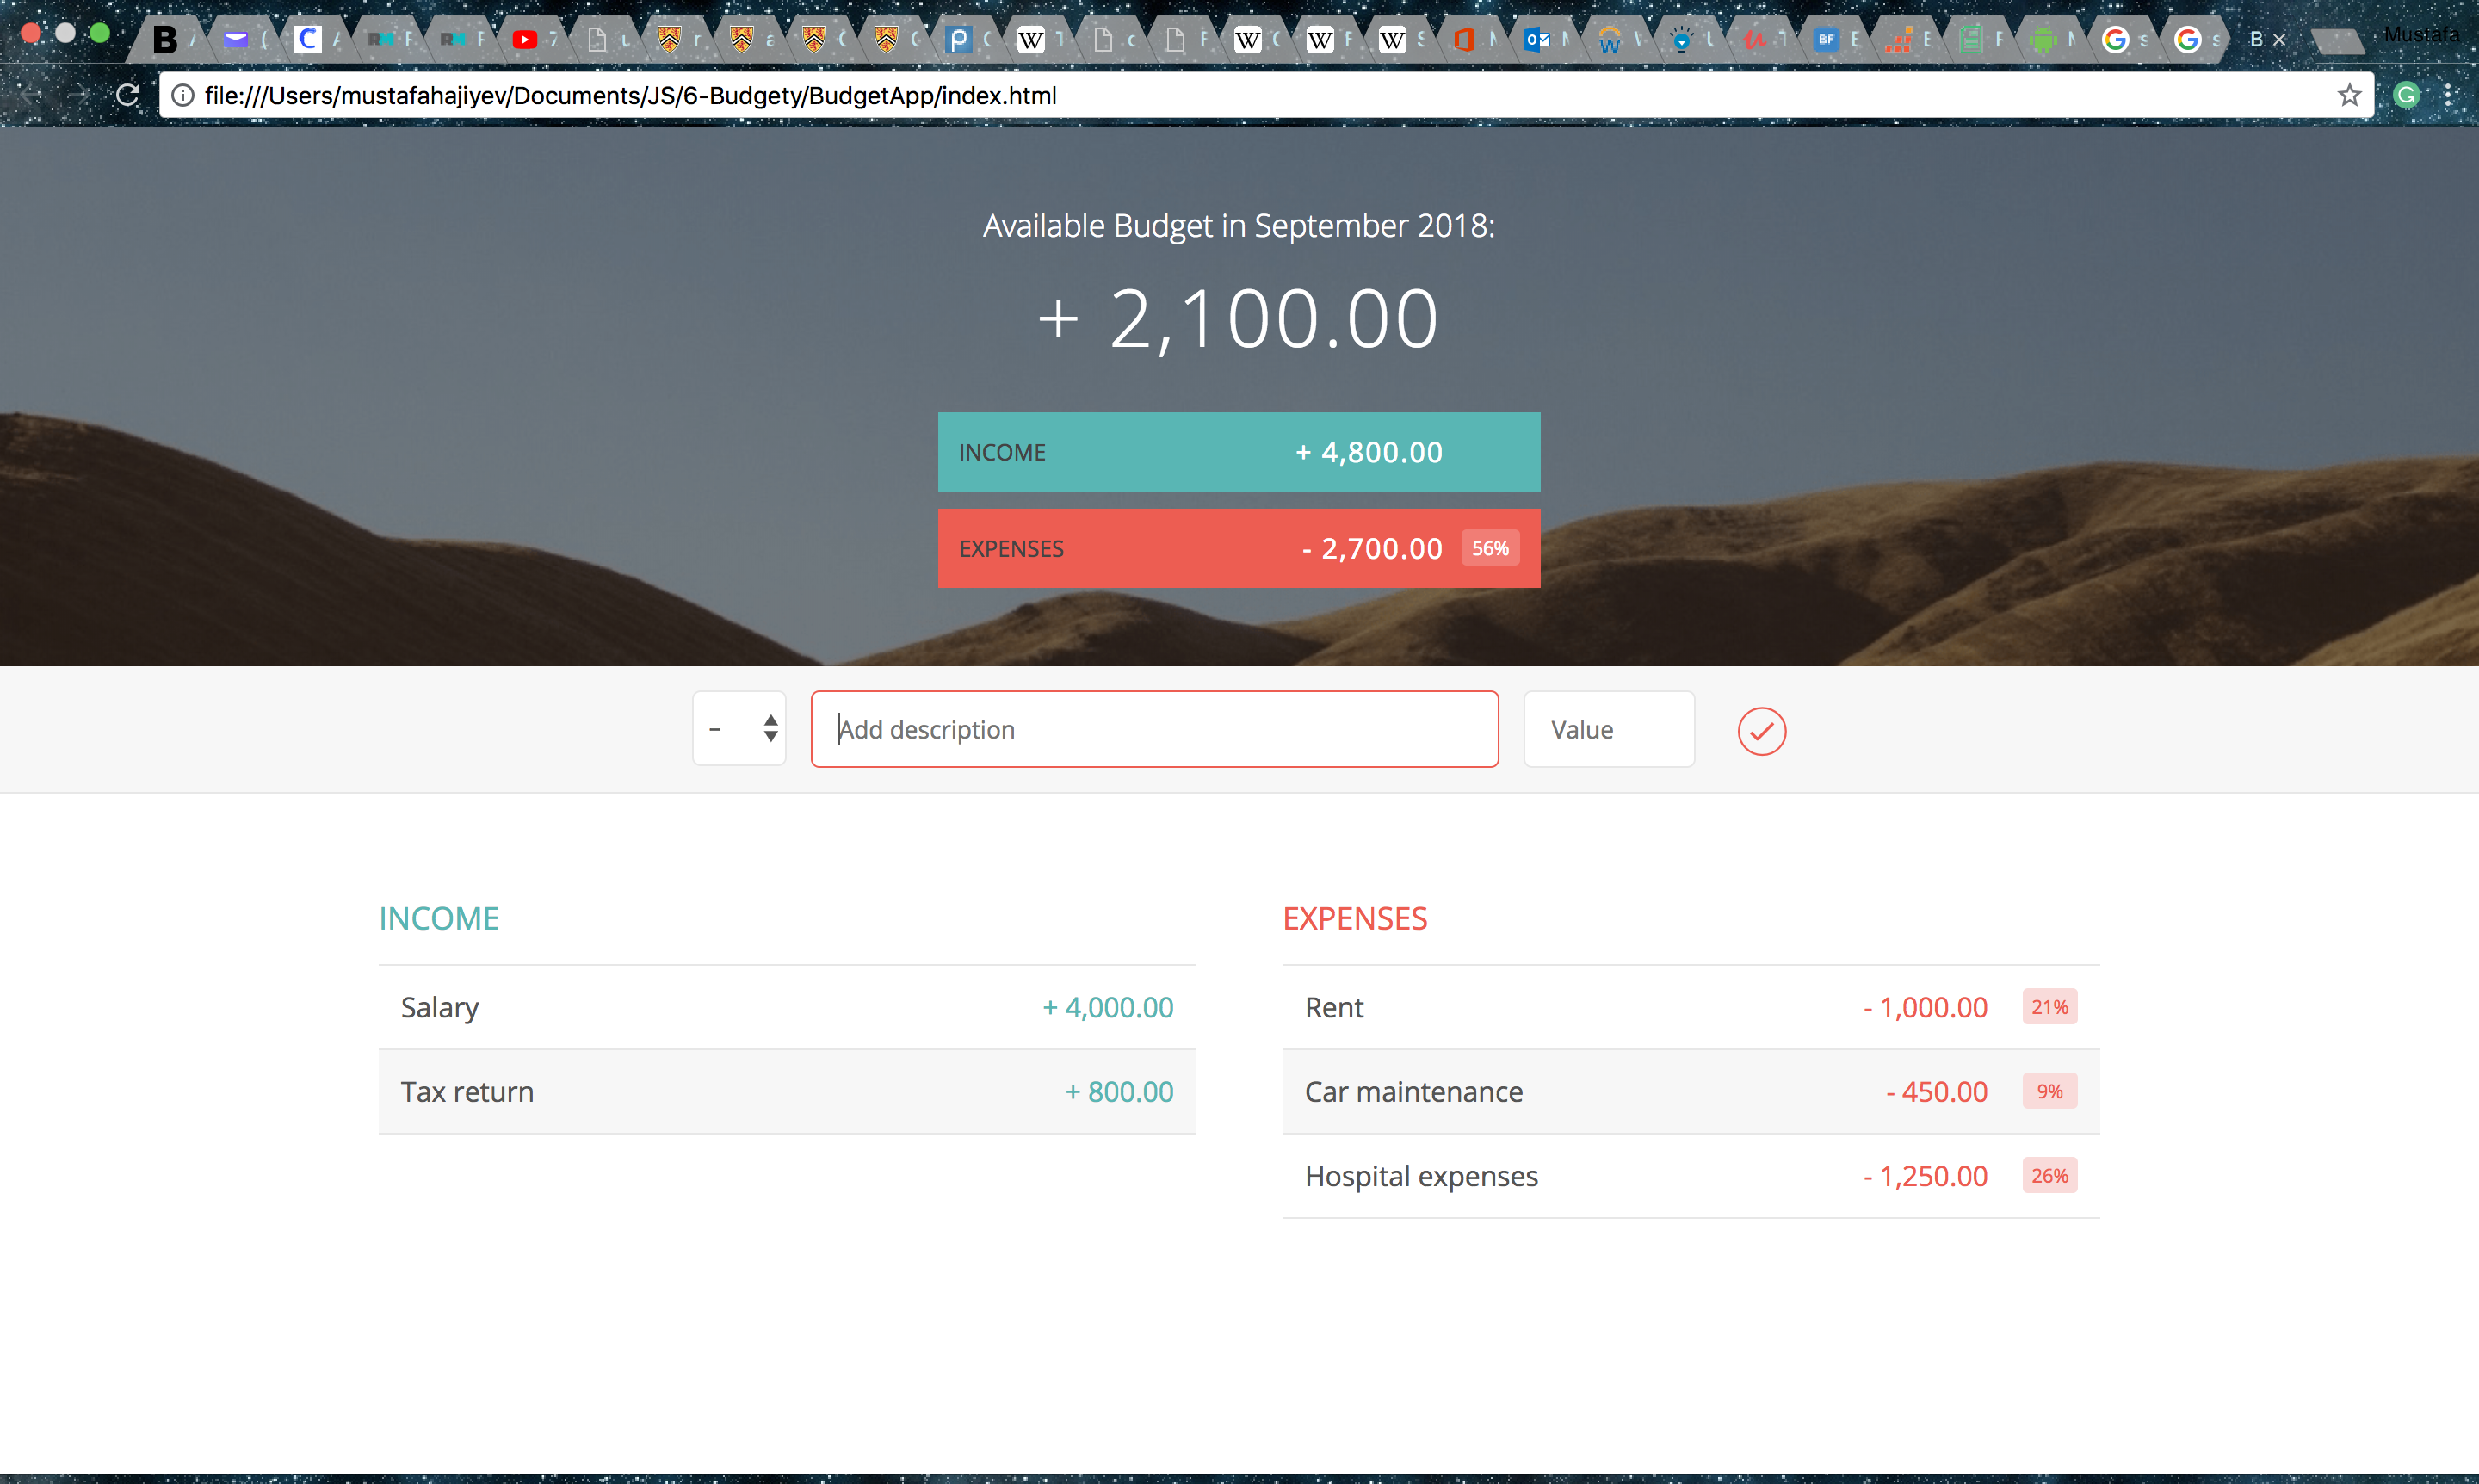 Mustafa
file:///Users/mustafahajiyev/Documents/JS/6-Budgety/BudgetApp/index.html
Available Budget in September 2018:
+ 2,100.00
INCOME + 4,800.00
EXPENSES - 2,700.00 56%
- Add description Value
INCOME
Salary + 4,000.00
Tax return + 800.00
EXPENSES
Rent - 1,000.00 21%
Car maintenance - 450.00 9%
Hospital expenses - 1,250.00 26%